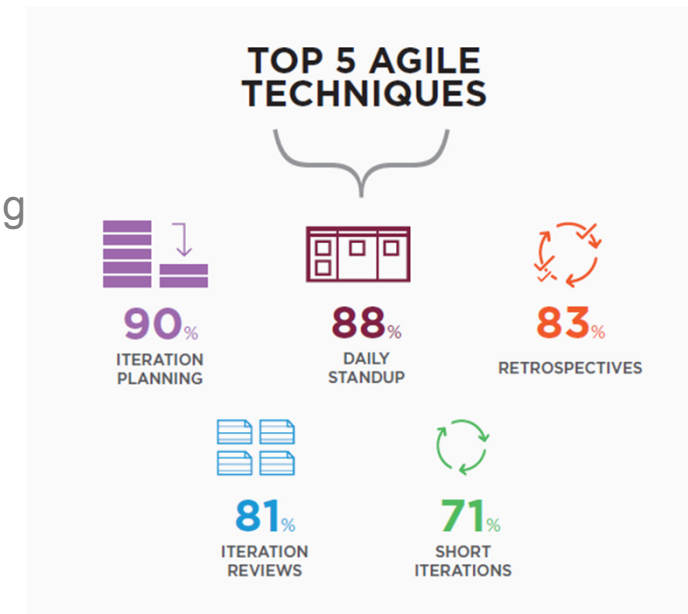 TOP 5 AGILE
TECHNIQUES
g
90%
ITERATION
PLANNING
88%
DAILY
STANDUP
83%
RETROSPECTIVES
81%
ITERATION
REVIEWS
71%
SHORT
ITERATIONS